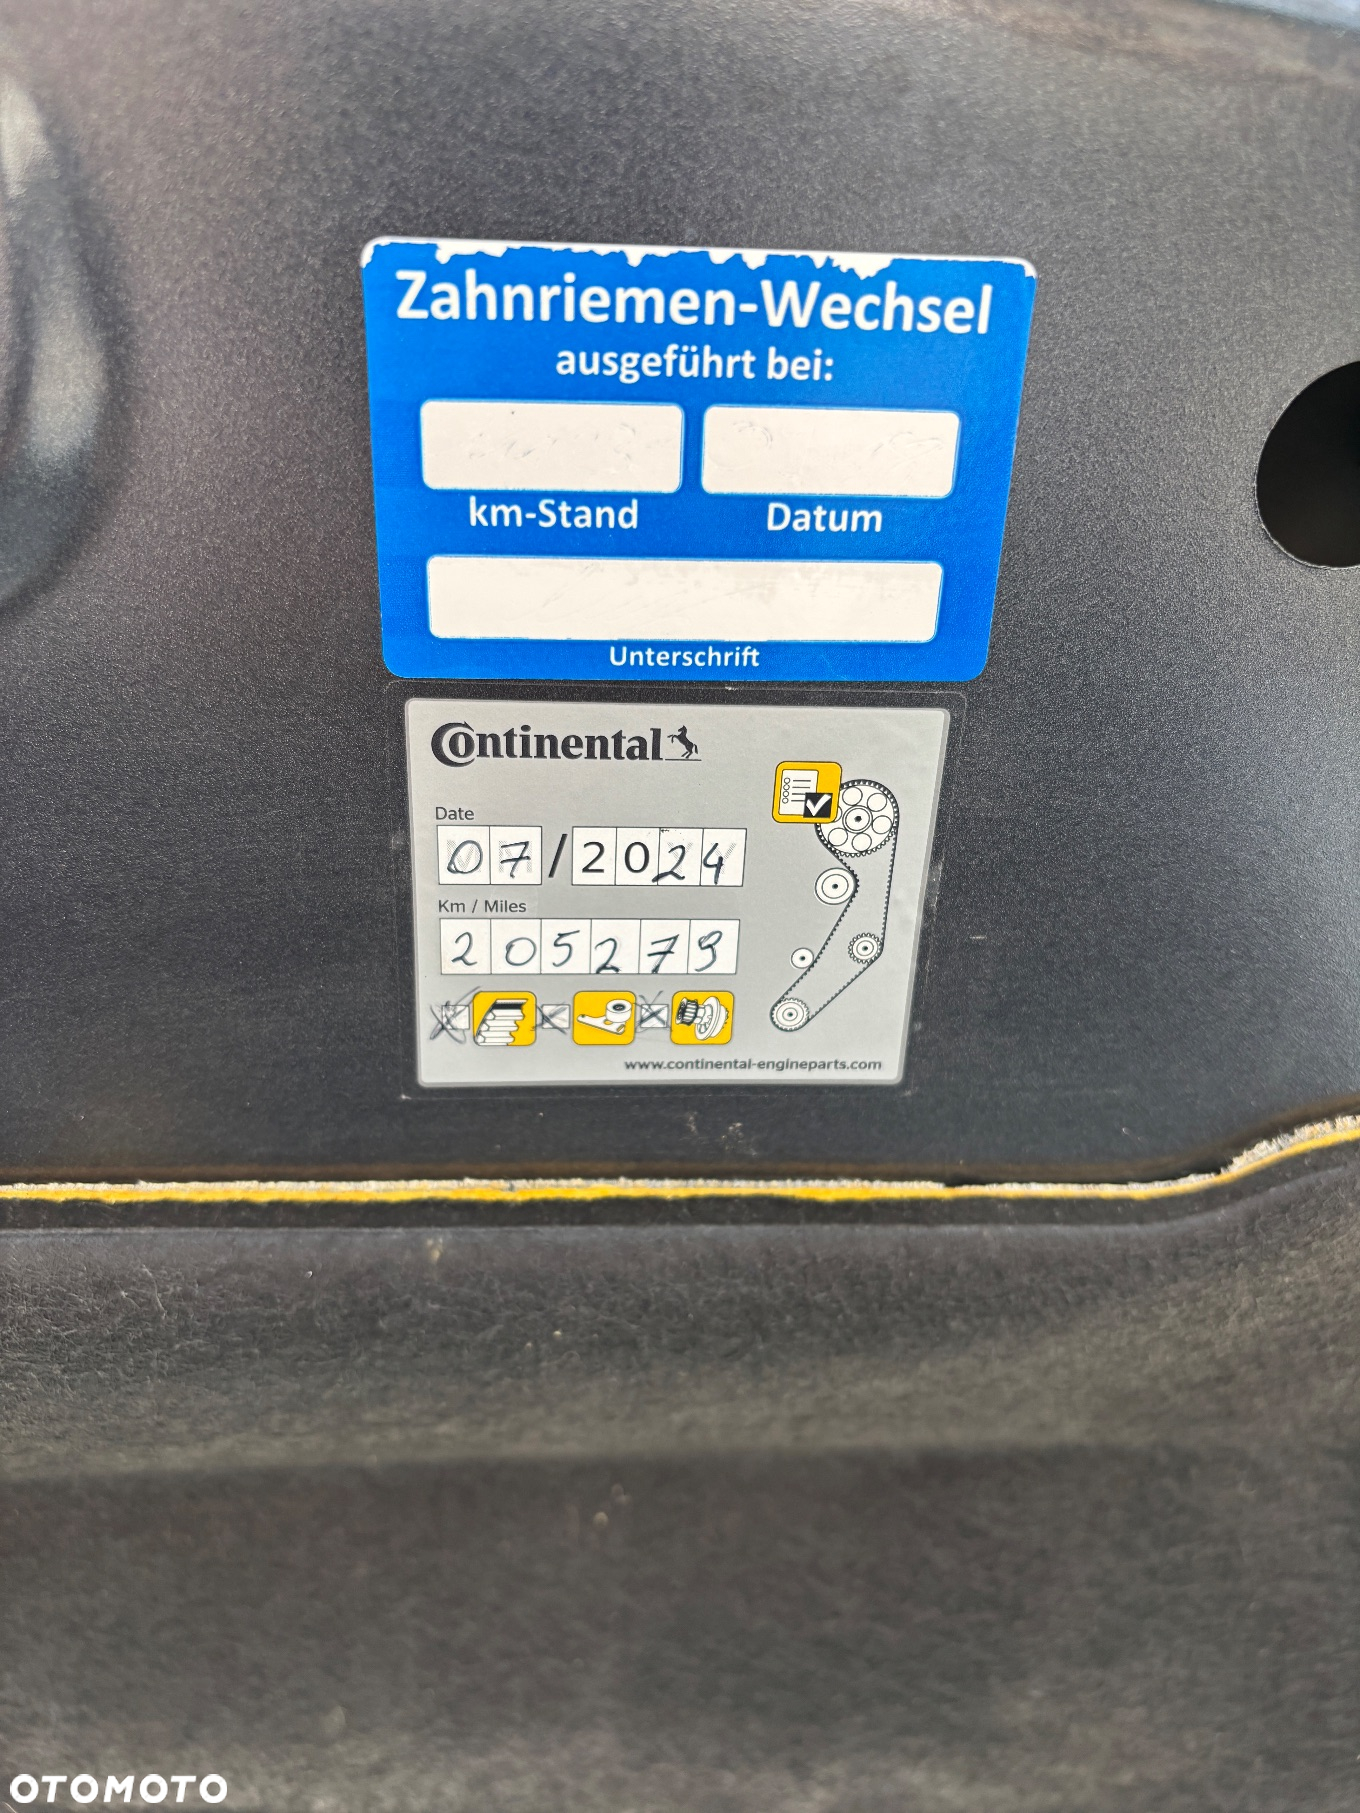 Zahnriemen-Wechsel
ausgeführt bei:
km-Stand Datum
Unterschrift
Continental
Date
07/2024
Km / Miles
205279
www.continental-engineparts.com
OTOMOTO